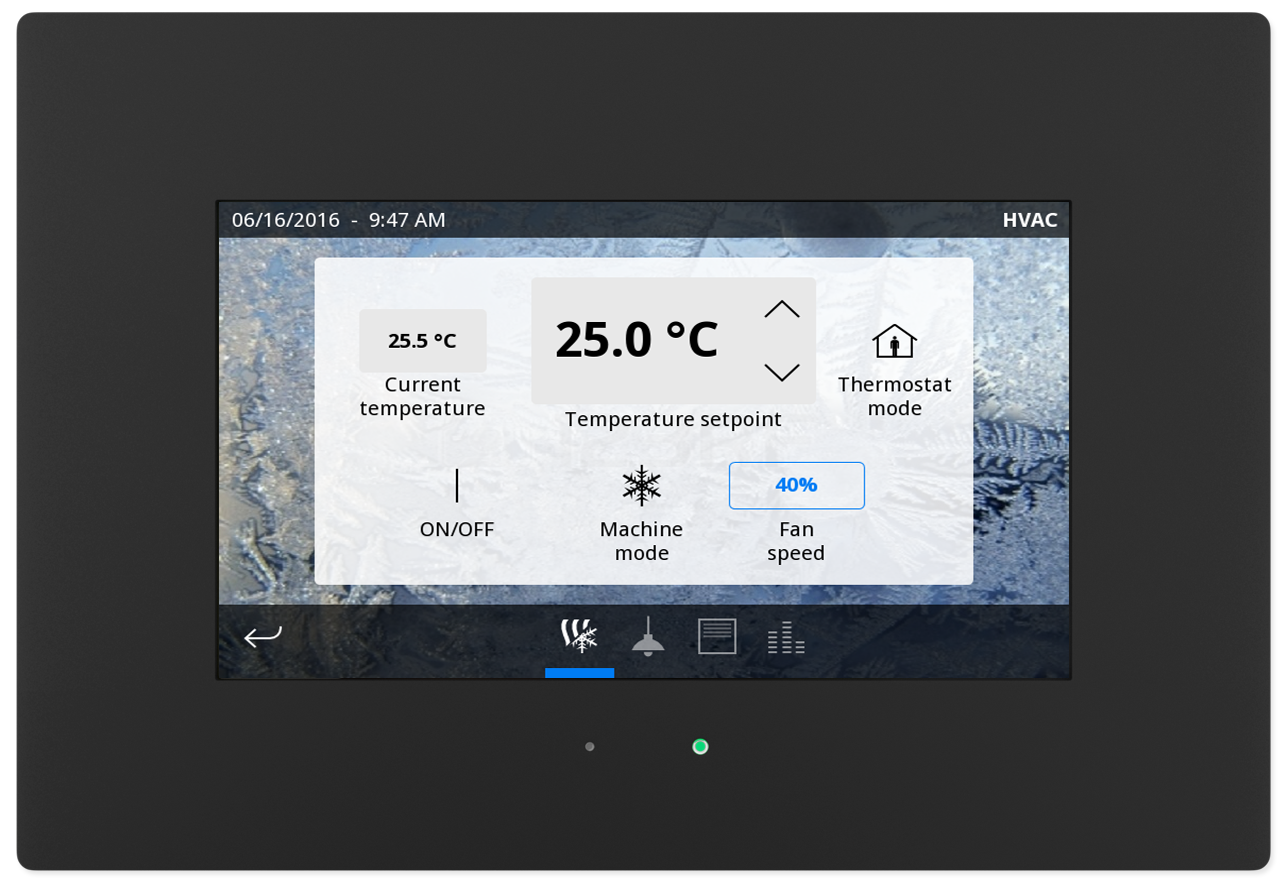 06/16/2016 - 9:47 AM
HVAC
25.5 °C
Current
temperature
25.0 °C
Temperature setpoint
Thermostat
mode
ON/OFF
Machine
mode
40%
Fan
speed